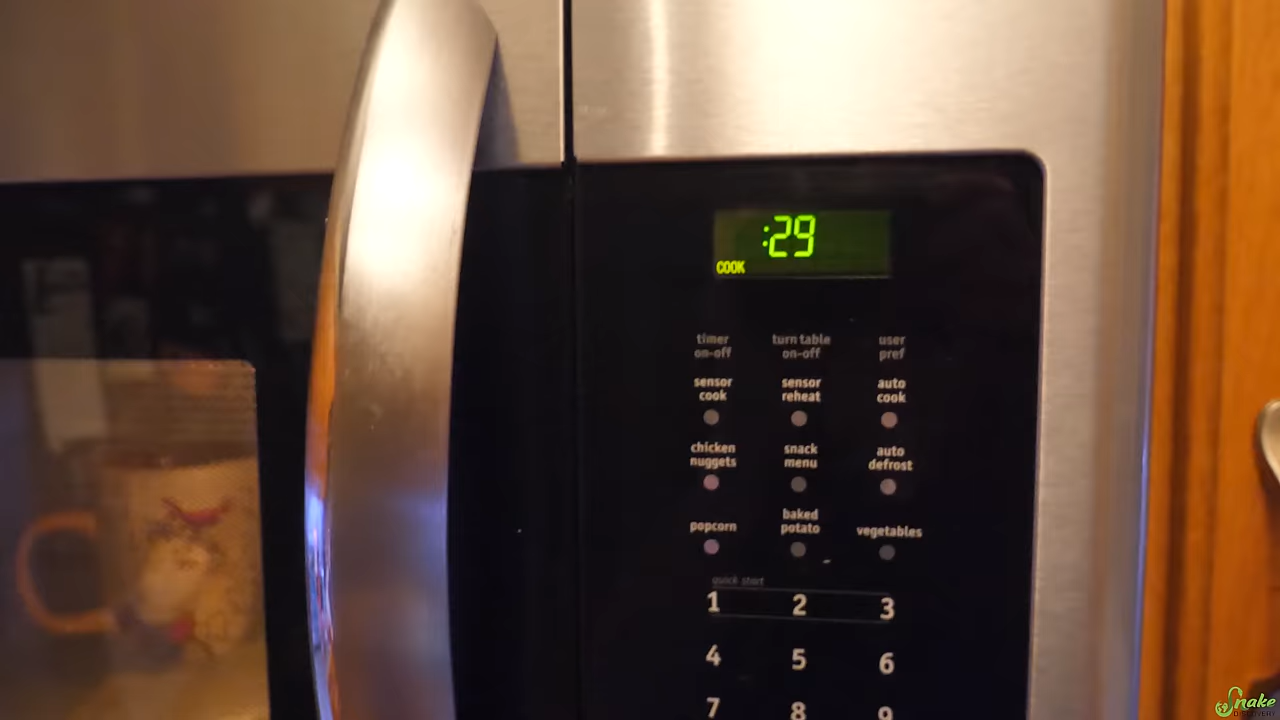 :29
COOK
timer on-off
turn table on-off
user pref
sensor cook
sensor reheat
auto cook
chicken nuggets
snack menu
auto defrost
popcorn
baked potato
vegetables
quick start
1 2 3
4 5 6
7 8 9
Snake
DISCOVERY